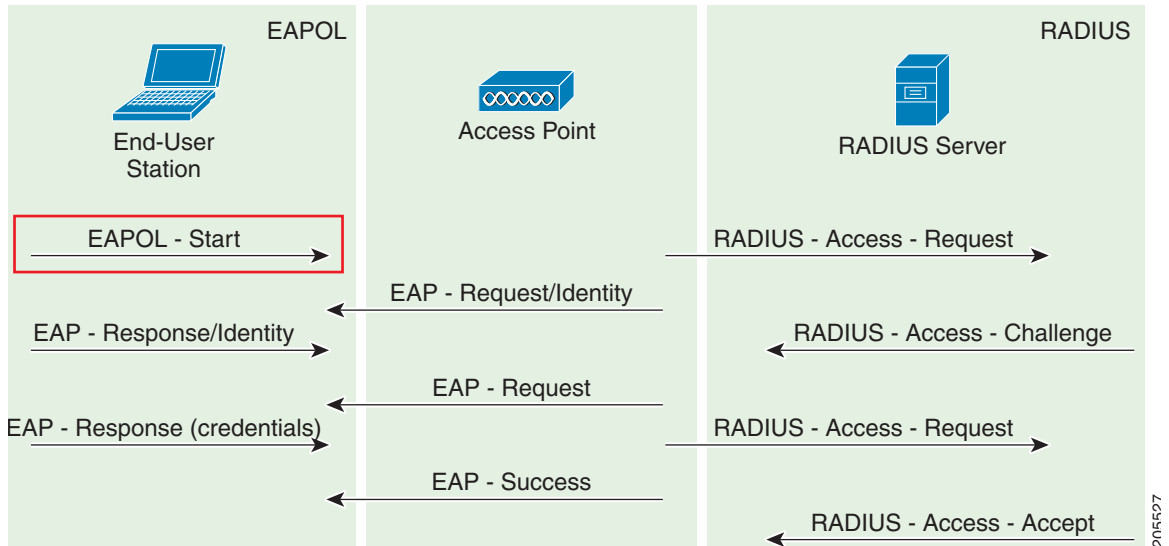 EAPOL
RADIUS
End-User
Station
Access Point
RADIUS Server
EAPOL - Start
RADIUS - Access - Request
EAP - Request/Identity
EAP - Response/Identity
RADIUS - Access - Challenge
EAP - Request
EAP - Response (credentials)
RADIUS - Access - Request
EAP - Success
RADIUS - Access - Accept
205527